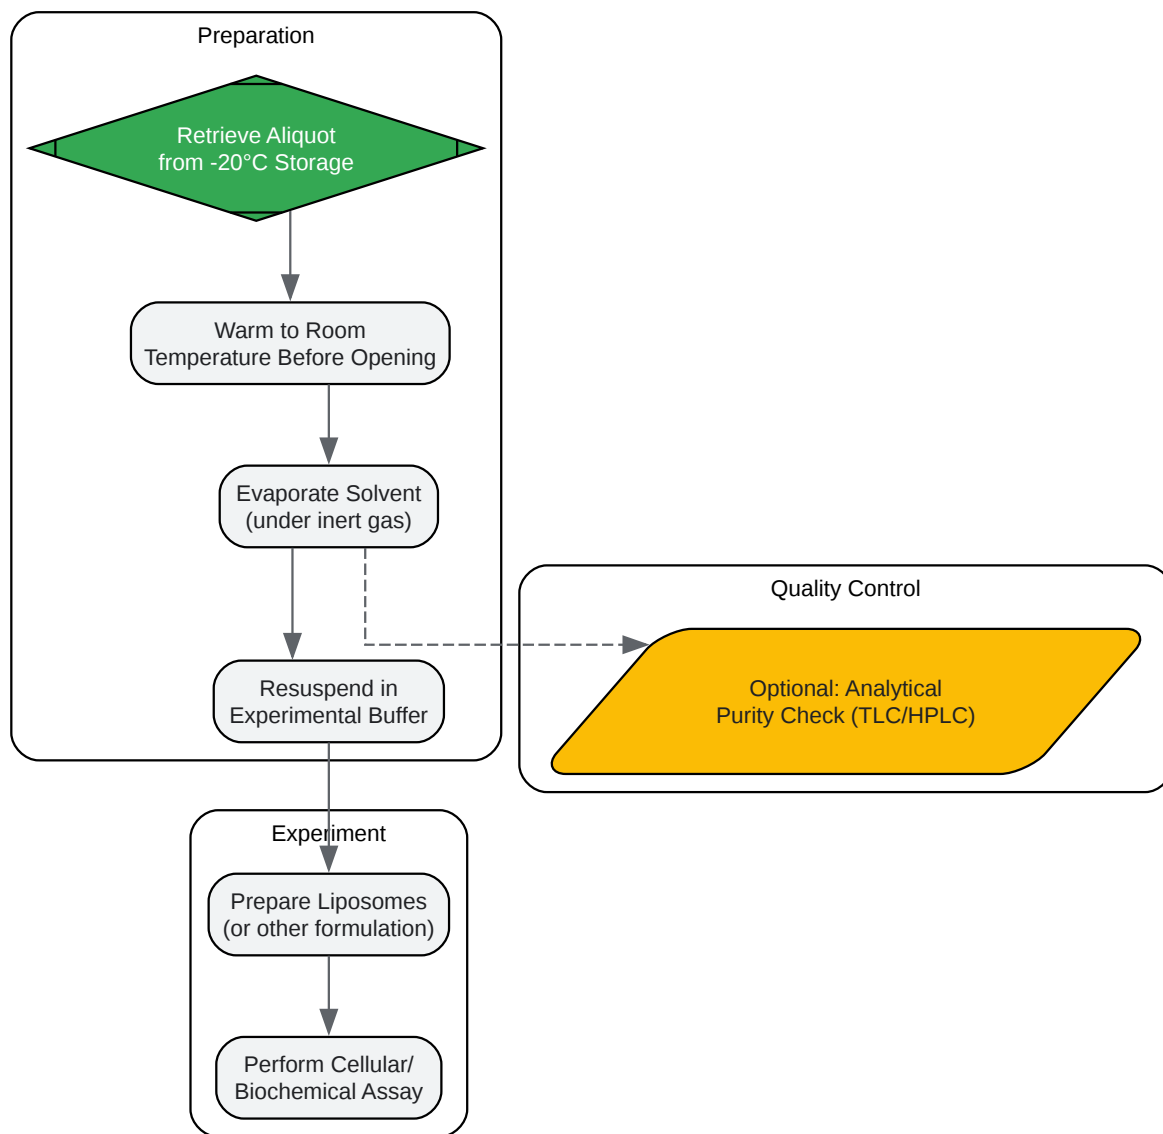 Preparation
Retrieve Aliquot
from -20°C Storage
Warm to Room
Temperature Before Opening
Evaporate Solvent
(under inert gas)
Quality Control
Optional: Analytical
Purity Check (TLC/HPLC)
Resuspend in
Experimental Buffer
Experiment
Prepare Liposomes
(or other formulation)
Perform Cellular/
Biochemical Assay